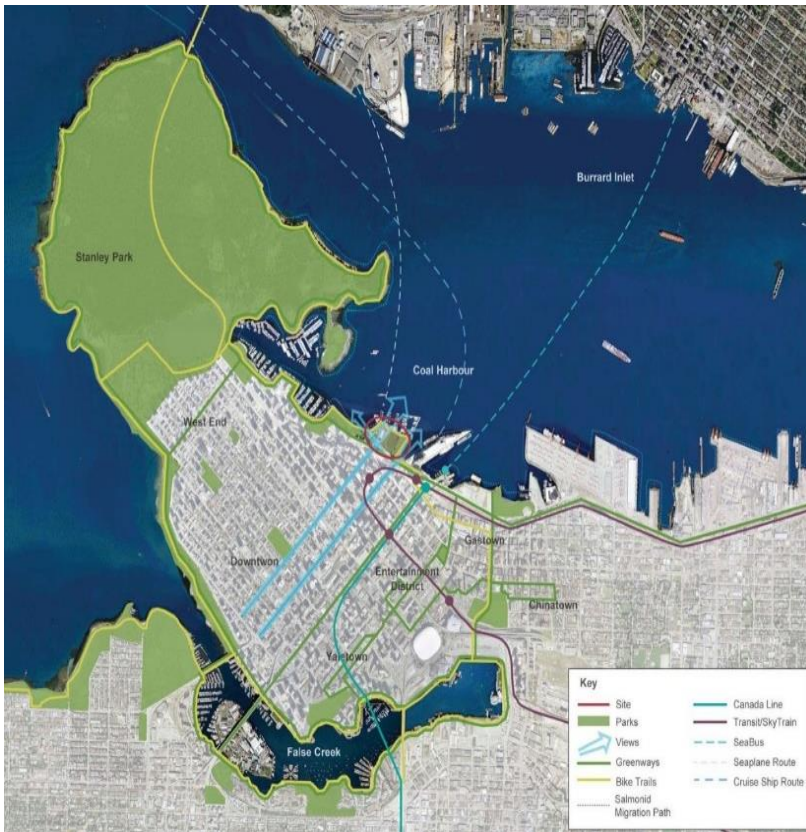 Burrard Inlet
Stanley Park
Coal Harbour
West End
Downtwon
Gastown
Entertainment
District
Chinatown
Yaletown
False Creek
Key
Site
Parks
Views
Greenways
Bike Trails
Salmonid
Migration Path
Canada Line
Transit/SkyTrain
SeaBus
Seaplane Route
Cruise Ship Route